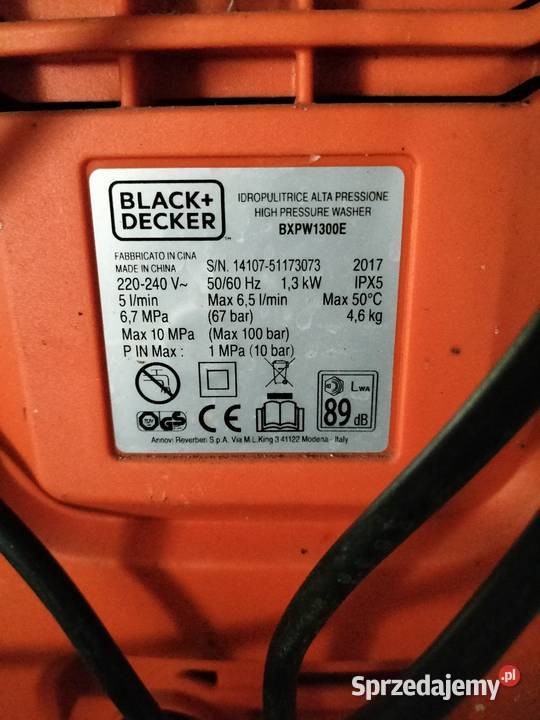 BLACK+
DECKER
IDROPULITRICE ALTA PRESSIONE
HIGH PRESSURE WASHER
BXPW1300E
FABBRICATO IN CINA
MADE IN CHINA
S/N. 14107-51173073 2017
220-240 V~ 50/60 Hz 1,3 kW IPX5
5 l/min Max 6,5 l/min Max 50°C
6,7 MPa (67 bar) 4,6 kg
Max 10 MPa (Max 100 bar)
P IN Max : 1 MPa (10 bar)
LWA
89 dB
TUV GS CE
Annovi Reverberi S.p.A. Via M.L.King 3 41122 Modena - Italy
Sprzedajemy.pl